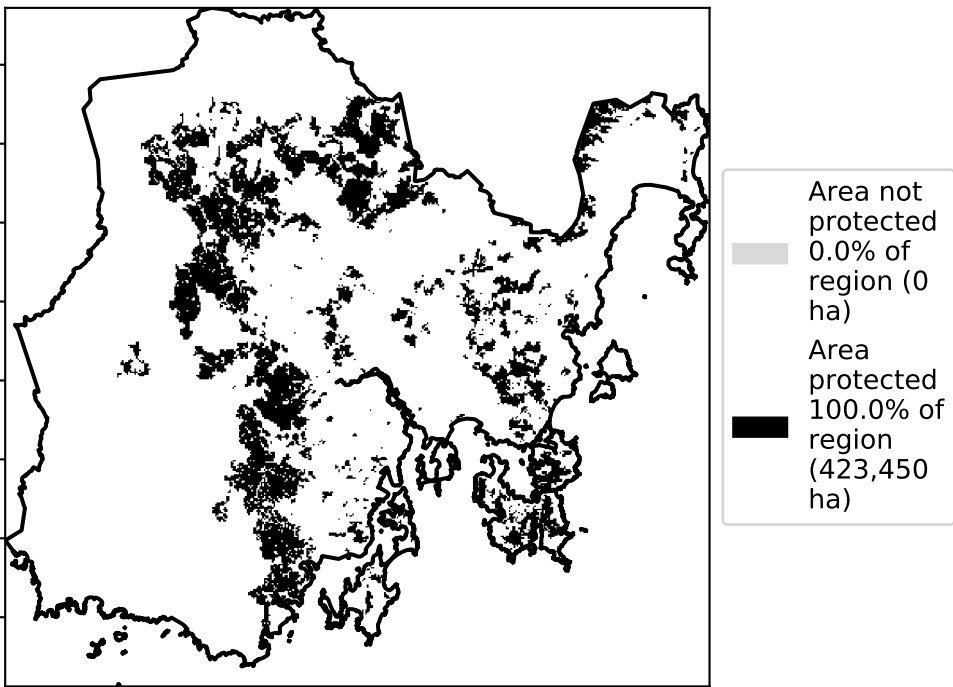 Area not
protected
0.0% of
region (0
ha)
Area
protected
100.0% of
region
(423,450
ha)